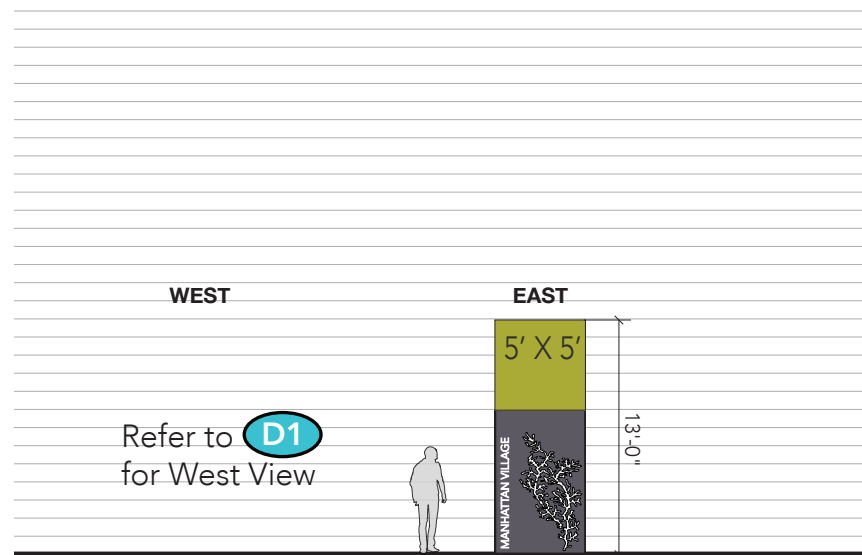 WEST
EAST
5' X 5'
Refer to D1
for West View
MANHATTAN VILLAGE
13'-0"